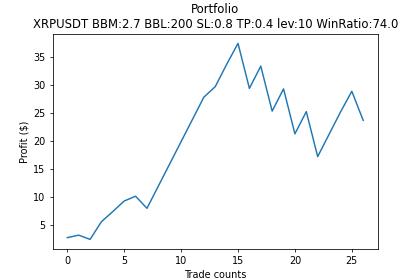 Portfolio
XRPUSDT BBM:2.7 BBL:200 SL:0.8 TP:0.4 lev:10 WinRatio:74.0
Profit ($)
35
30
25
20
15
10
5
0 5 10 15 20 25
Trade counts